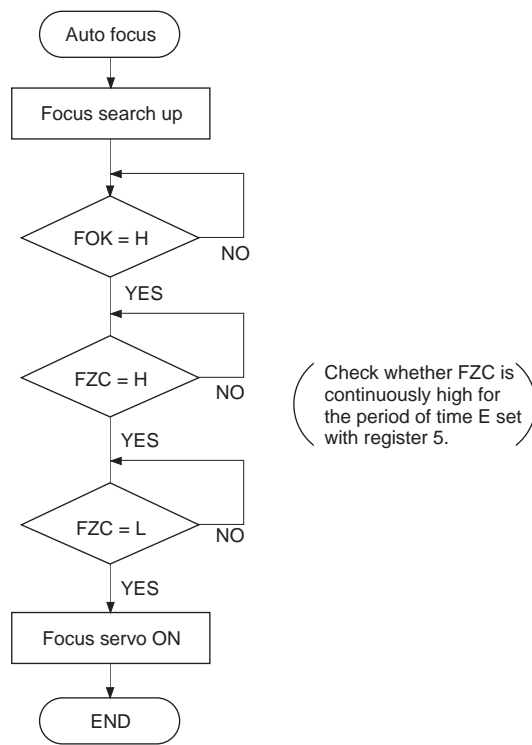 Auto focus
Focus search up
FOK = H
NO
YES
FZC = H
NO
Check whether FZC is
continuously high for
the period of time E set
with register 5.
YES
FZC = L
NO
YES
Focus servo ON
END